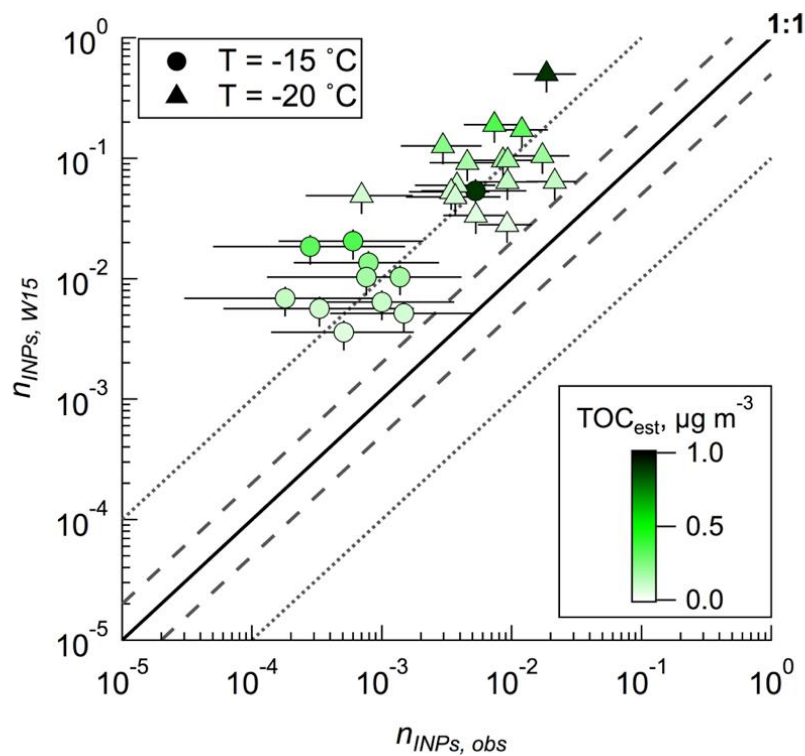 1:1
T = -15 °C
T = -20 °C
10⁰
10⁻¹
10⁻²
10⁻³
10⁻⁴
10⁻⁵
n_INPs, W15
TOC_est, µg m⁻³
1.0
0.5
0.0
10⁻⁵ 10⁻⁴ 10⁻³ 10⁻² 10⁻¹ 10⁰
n_INPs, obs